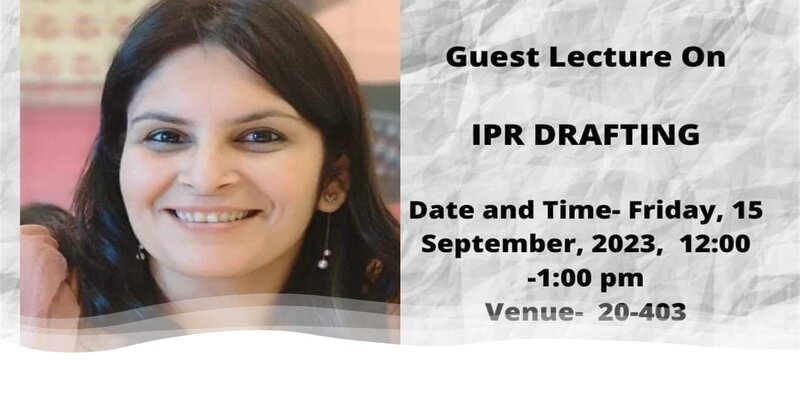 Guest Lecture On
IPR DRAFTING
Date and Time- Friday, 15
September, 2023, 12:00
-1:00 pm
Venue- 20-403